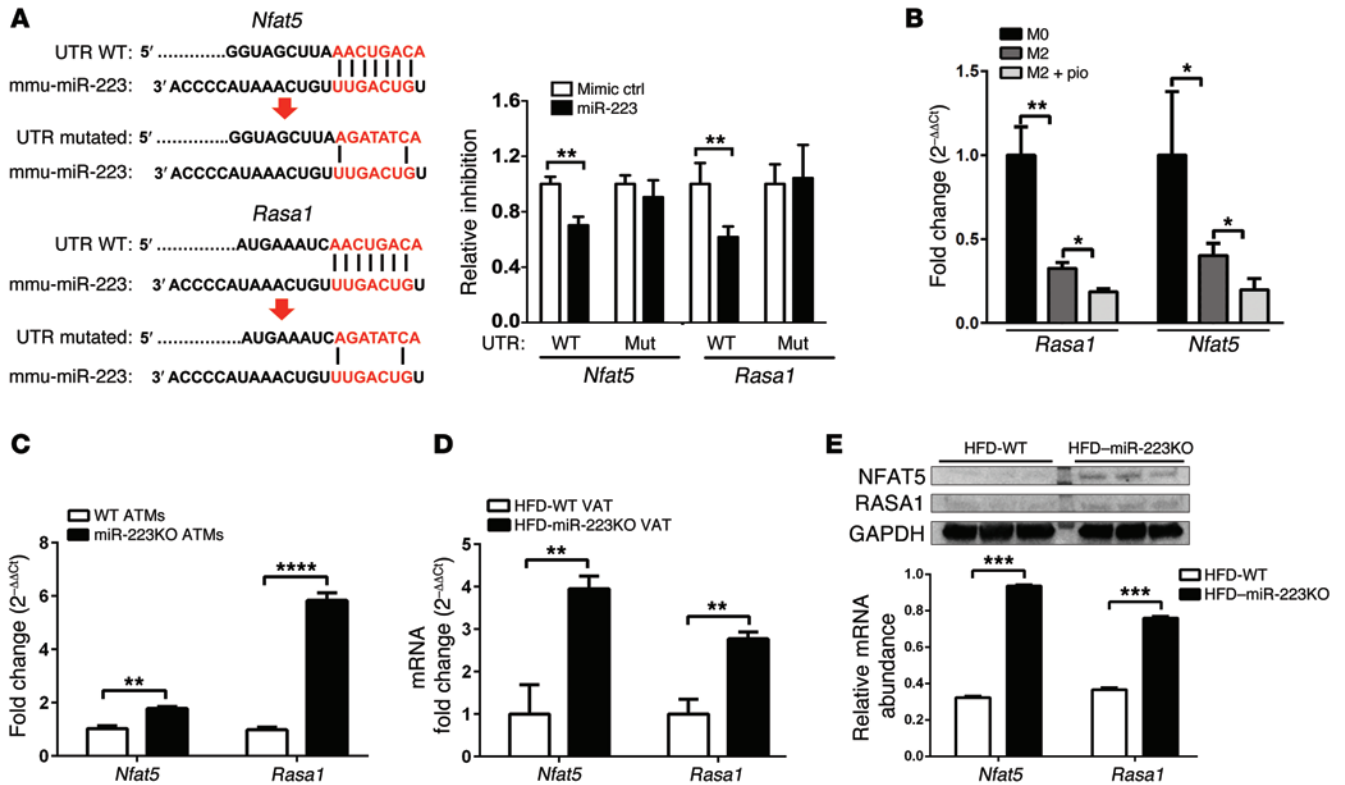 A
Nfat5
UTR WT: 5′ .............GGUAGCUUAAACUGACA
mmu-miR-223: 3′ ACCCCAUAAACUGUUUGACUGU
UTR mutated: 5′ .............GGUAGCUUAAGATATCA
mmu-miR-223: 3′ ACCCCAUAAACUGUUUGACUGU
Rasa1
UTR WT: 5′ ...............AUGAAAUCAACUGACA
mmu-miR-223: 3′ ACCCCAUAAACUGUUUGACUGU
UTR mutated: 5′ ................AUGAAAUCAGATATCA
mmu-miR-223: 3′ ACCCCAUAAACUGUUUGACUGU
Mimic ctrl
miR-223
Relative inhibition
1.6
1.2
0.8
0.4
0.0
** **
UTR: WT Mut WT Mut
Nfat5 Rasa1
B
M0
M2
M2 + pio
Fold change (2−ΔΔCt)
1.5
1.0
0.5
0.0
** * * *
Rasa1 Nfat5
C
WT ATMs
miR-223KO ATMs
Fold change (2−ΔΔCt)
8
6
4
2
0
** ****
Nfat5 Rasa1
D
HFD-WT VAT
HFD-miR-223KO VAT
mRNA
fold change (2−ΔΔCt)
5
4
3
2
1
0
** **
Nfat5 Rasa1
E
HFD-WT HFD–miR-223KO
NFAT5
RASA1
GAPDH
HFD-WT
HFD–miR-223KO
Relative mRNA
abundance
1.0
0.8
0.6
0.4
0.2
0.0
*** ***
Nfat5 Rasa1